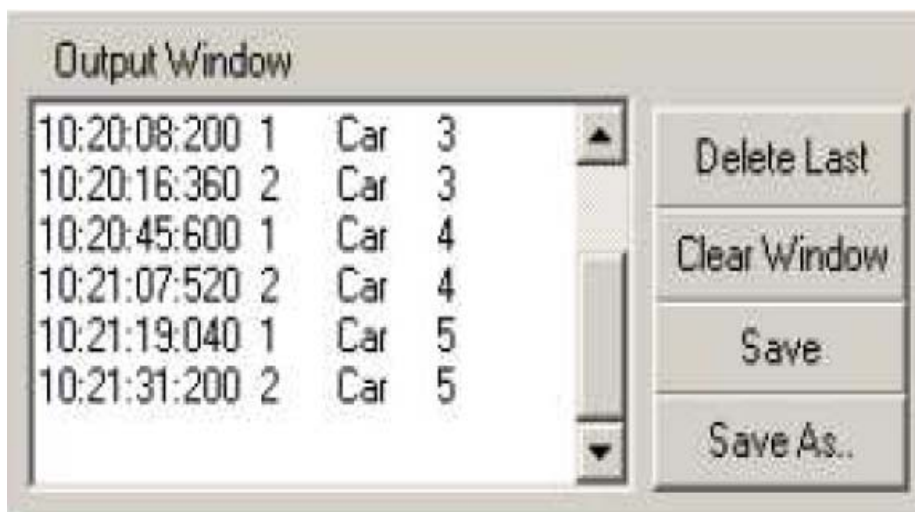 Output Window
10:20:08:200 1 Car 3
10:20:16:360 2 Car 3
10:20:45:600 1 Car 4
10:21:07:520 2 Car 4
10:21:19:040 1 Car 5
10:21:31:200 2 Car 5
Delete Last
Clear Window
Save
Save As..